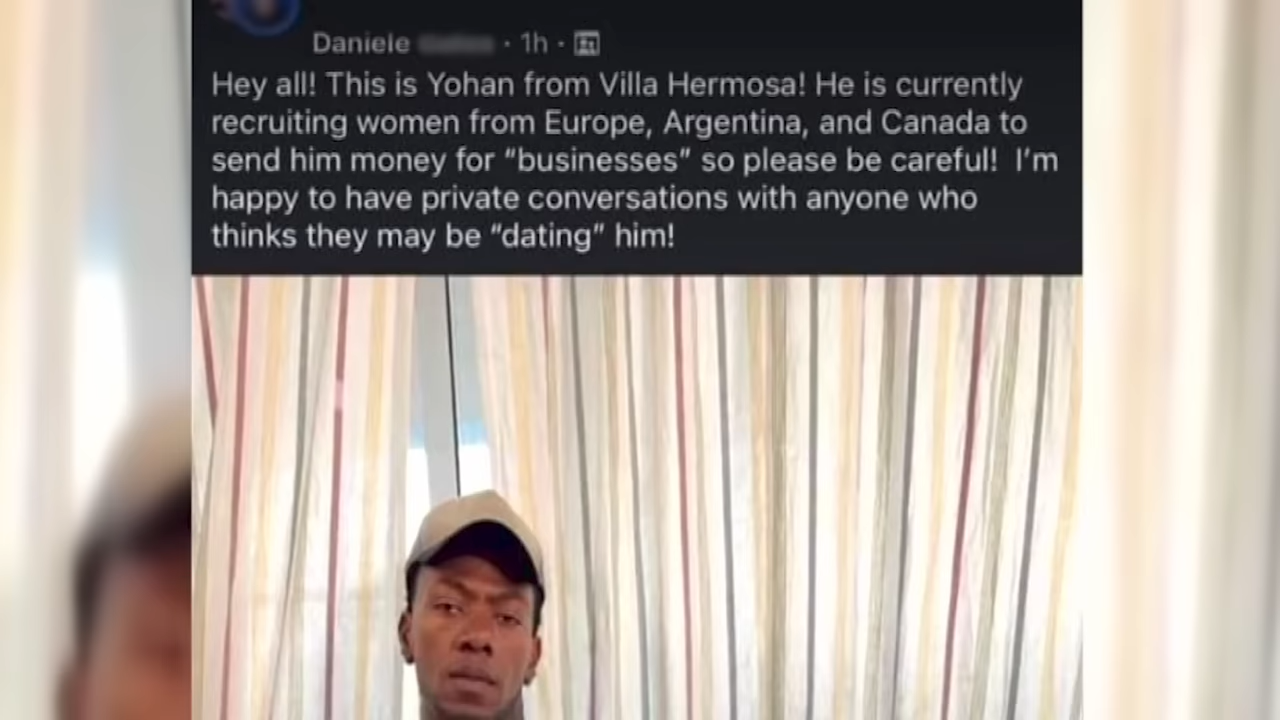 Daniele · 1h ·
Hey all! This is Yohan from Villa Hermosa! He is currently
recruiting women from Europe, Argentina, and Canada to
send him money for “businesses” so please be careful!  I’m
happy to have private conversations with anyone who
thinks they may be “dating” him!